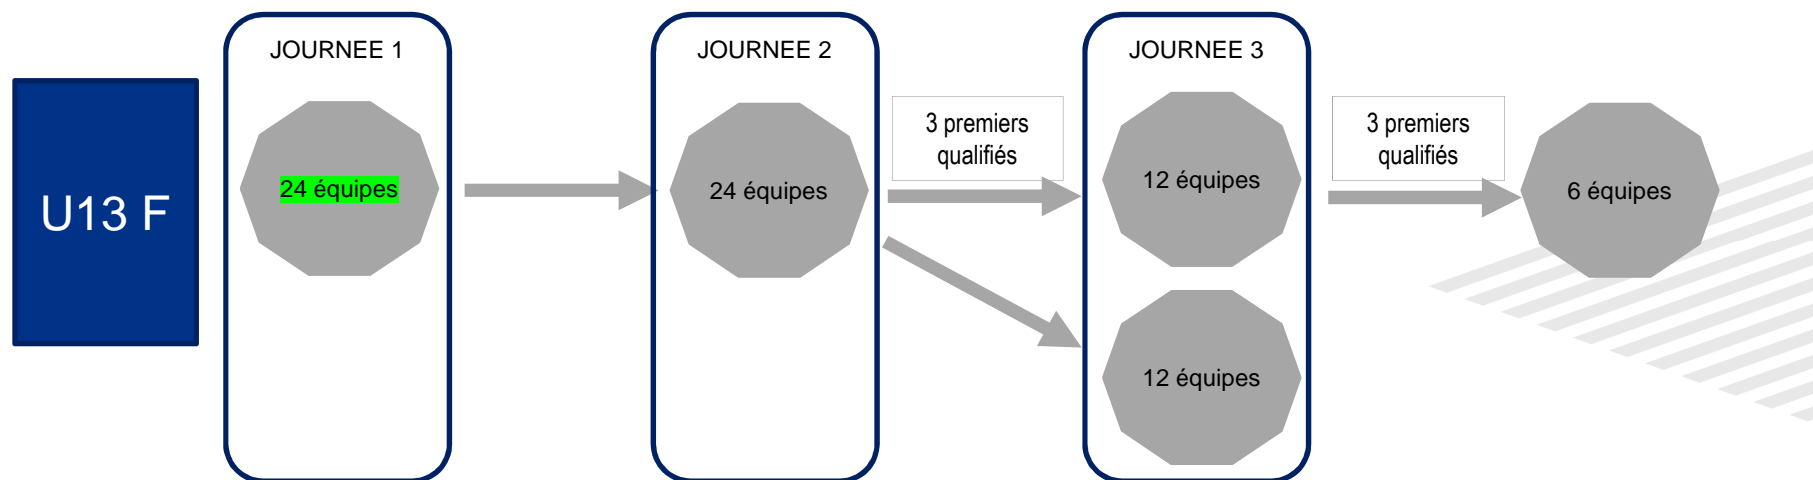 U13 F
JOURNEE 1
24 équipes
JOURNEE 2
24 équipes
3 premiers
qualifiés
JOURNEE 3
12 équipes
12 équipes
3 premiers
qualifiés
6 équipes